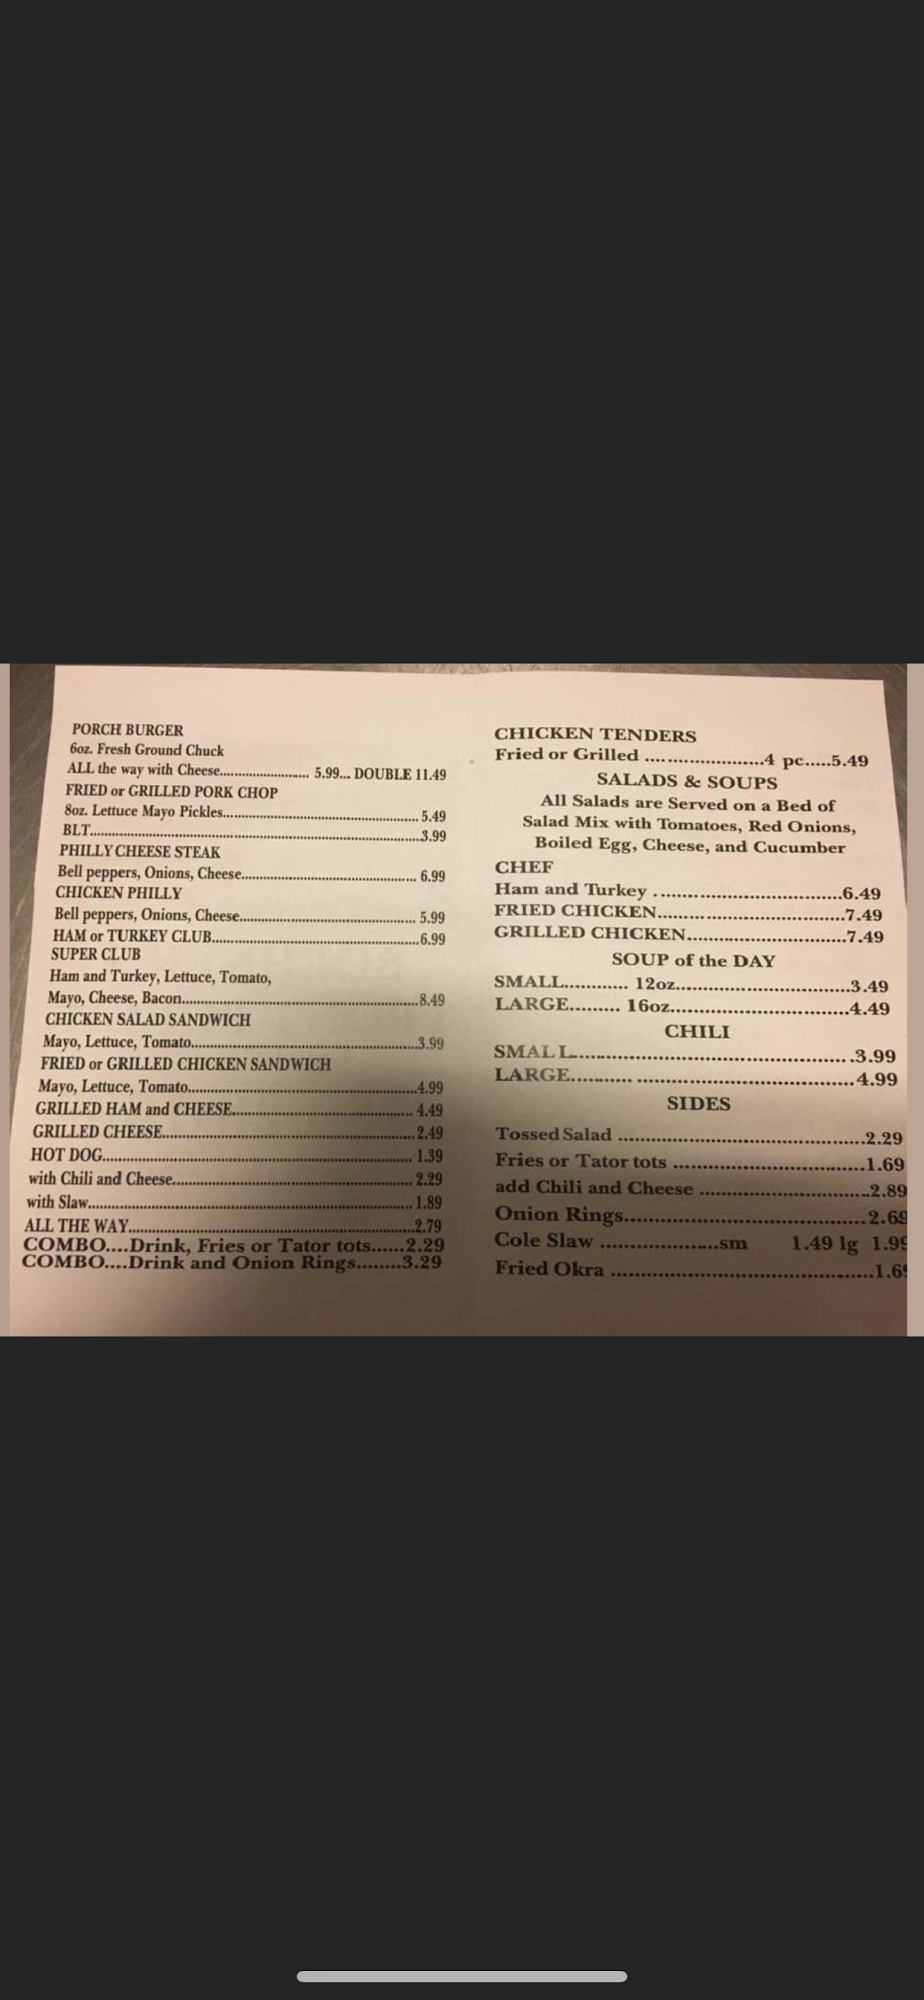 PORCH BURGER
6oz. Fresh Ground Chuck
ALL the way with Cheese........................ 5.99... DOUBLE 11.49
FRIED or GRILLED PORK CHOP
8oz. Lettuce Mayo Pickles.................................................... 5.49
BLT........................................................................................3.99
PHILLY CHEESE STEAK
Bell peppers, Onions, Cheese.............................................. 6.99
CHICKEN PHILLY
Bell peppers, Onions, Cheese.............................................. 5.99
HAM or TURKEY CLUB.......................................................6.99
SUPER CLUB
Ham and Turkey, Lettuce, Tomato,
Mayo, Cheese, Bacon...............................................................8.49
CHICKEN SALAD SANDWICH
Mayo, Lettuce, Tomato............................................................3.99
FRIED or GRILLED CHICKEN SANDWICH
Mayo, Lettuce, Tomato............................................................4.99
GRILLED HAM and CHEESE................................................ 4.49
GRILLED CHEESE...................................................................2.49
HOT DOG.................................................................................. 1.39
with Chili and Cheese................................................................ 2.29
with Slaw..................................................................................... 1.89
ALL THE WAY...........................................................................2.79
COMBO....Drink, Fries or Tator tots......2.29
COMBO....Drink and Onion Rings........3.29
CHICKEN TENDERS
Fried or Grilled ......................4 pc.....5.49
SALADS & SOUPS
All Salads are Served on a Bed of
Salad Mix with Tomatoes, Red Onions,
Boiled Egg, Cheese, and Cucumber
CHEF
Ham and Turkey ...................................6.49
FRIED CHICKEN..................................7.49
GRILLED CHICKEN.............................7.49
SOUP of the DAY
SMALL............ 12oz................................3.49
LARGE......... 16oz.................................4.49
CHILI
SMALL...................................................3.99
LARGE............ ........................................4.99
SIDES
Tossed Salad .............................................2.29
Fries or Tator tots ...................................1.69
add Chili and Cheese ...............................2.89
Onion Rings............................................2.69
Cole Slaw ......................sm 1.49 lg 1.99
Fried Okra ................................................1.69